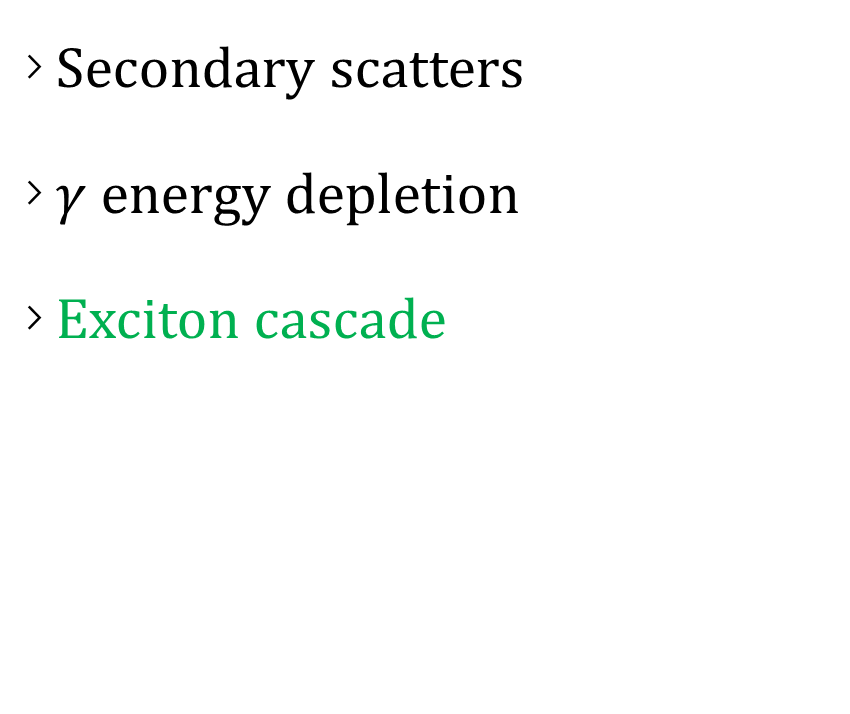 › Secondary scatters
› γ energy depletion
› Exciton cascade